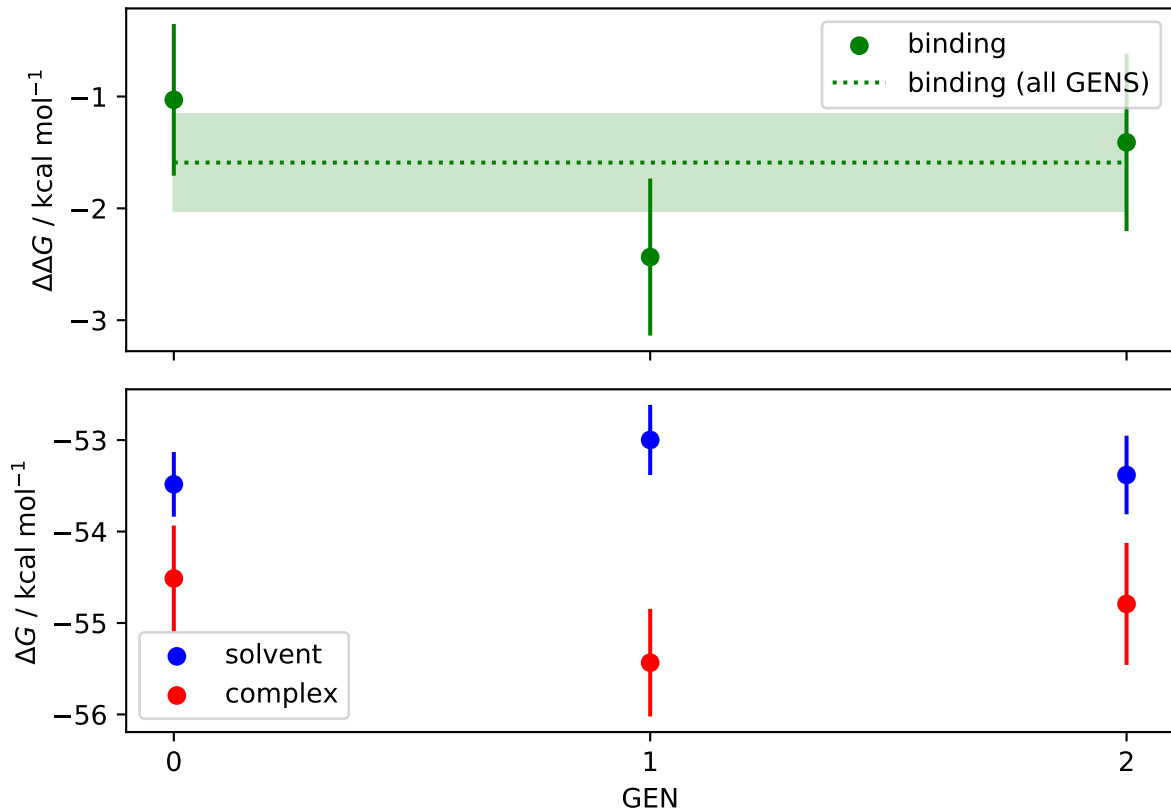 binding
binding (all GENS)
−1
−2
−3
ΔΔG / kcal mol⁻¹
−53
−54
−55
−56
ΔG / kcal mol⁻¹
solvent
complex
0 1 2
GEN